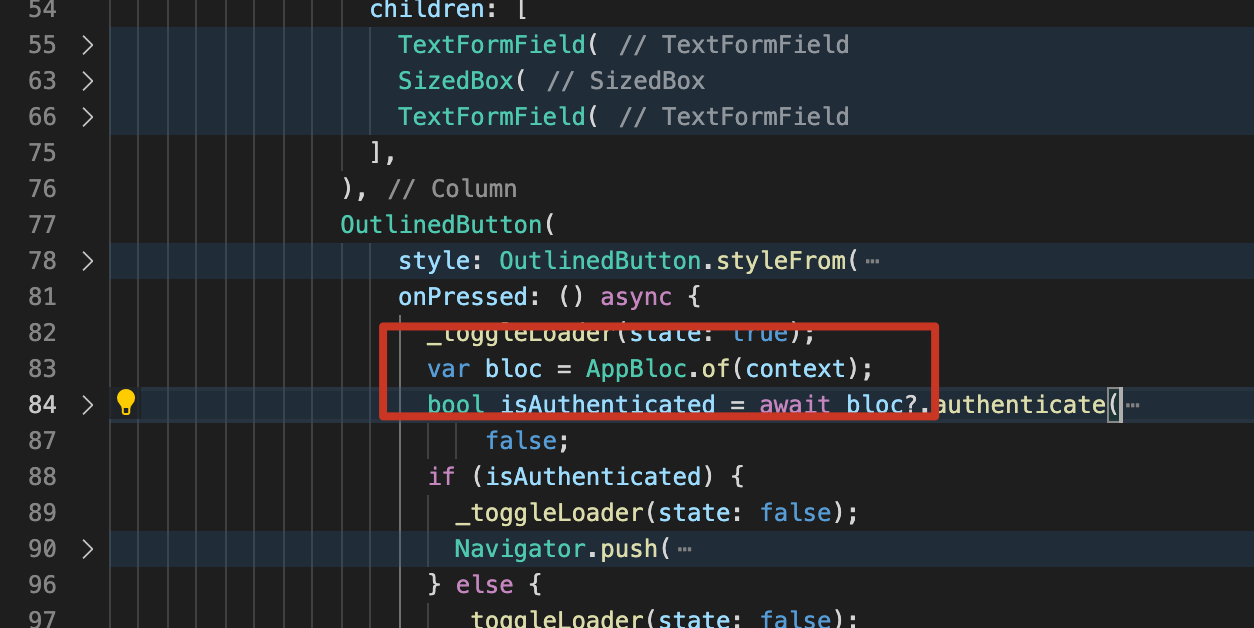 54 children: [
55 TextFormField( // TextFormField
63 SizedBox( // SizedBox
66 TextFormField( // TextFormField
75 ],
76 ), // Column
77 OutlinedButton(
78 style: OutlinedButton.styleFrom( …
81 onPressed: () async {
82 _toggleLoader(state: true);
83 var bloc = AppBloc.of(context);
84 bool isAuthenticated = await bloc?.authenticate( …
87 false;
88 if (isAuthenticated) {
89 _toggleLoader(state: false);
90 Navigator.push( …
96 } else {
97 _toggleLoader(state: false);